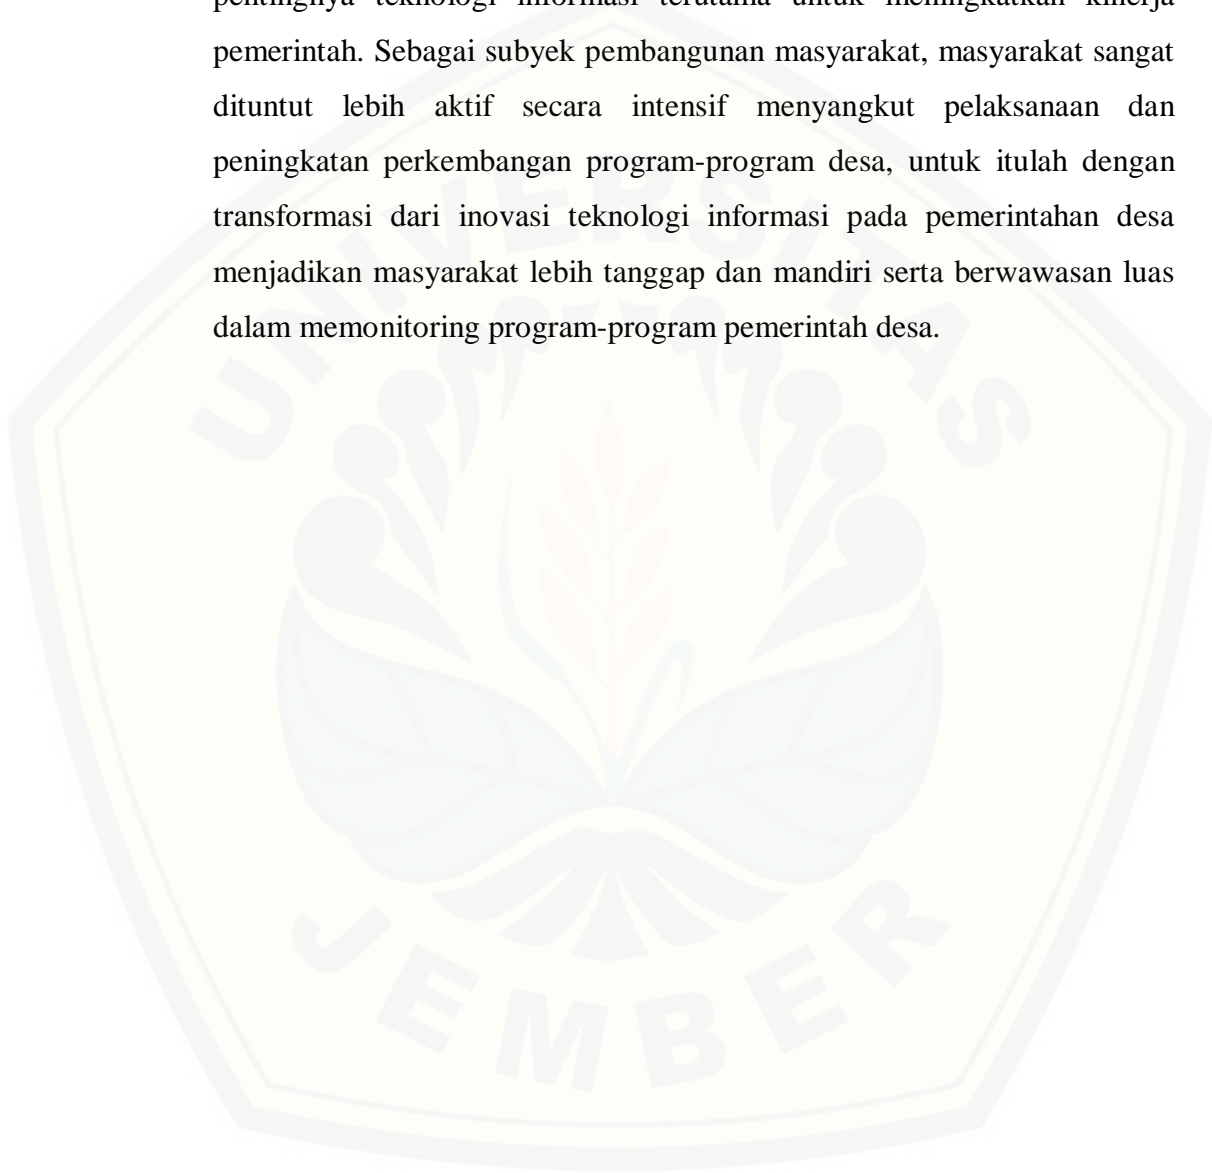 pentingnya teknologi informasi terutama untuk meningkatkan kinerja
pemerintah. Sebagai subyek pembangunan masyarakat, masyarakat sangat
dituntut lebih aktif secara intensif menyangkut pelaksanaan dan
peningkatan perkembangan program-program desa, untuk itulah dengan
transformasi dari inovasi teknologi informasi pada pemerintahan desa
menjadikan masyarakat lebih tanggap dan mandiri serta berwawasan luas
dalam memonitoring program-program pemerintah desa.
UNIVERSITAS
JEMBER